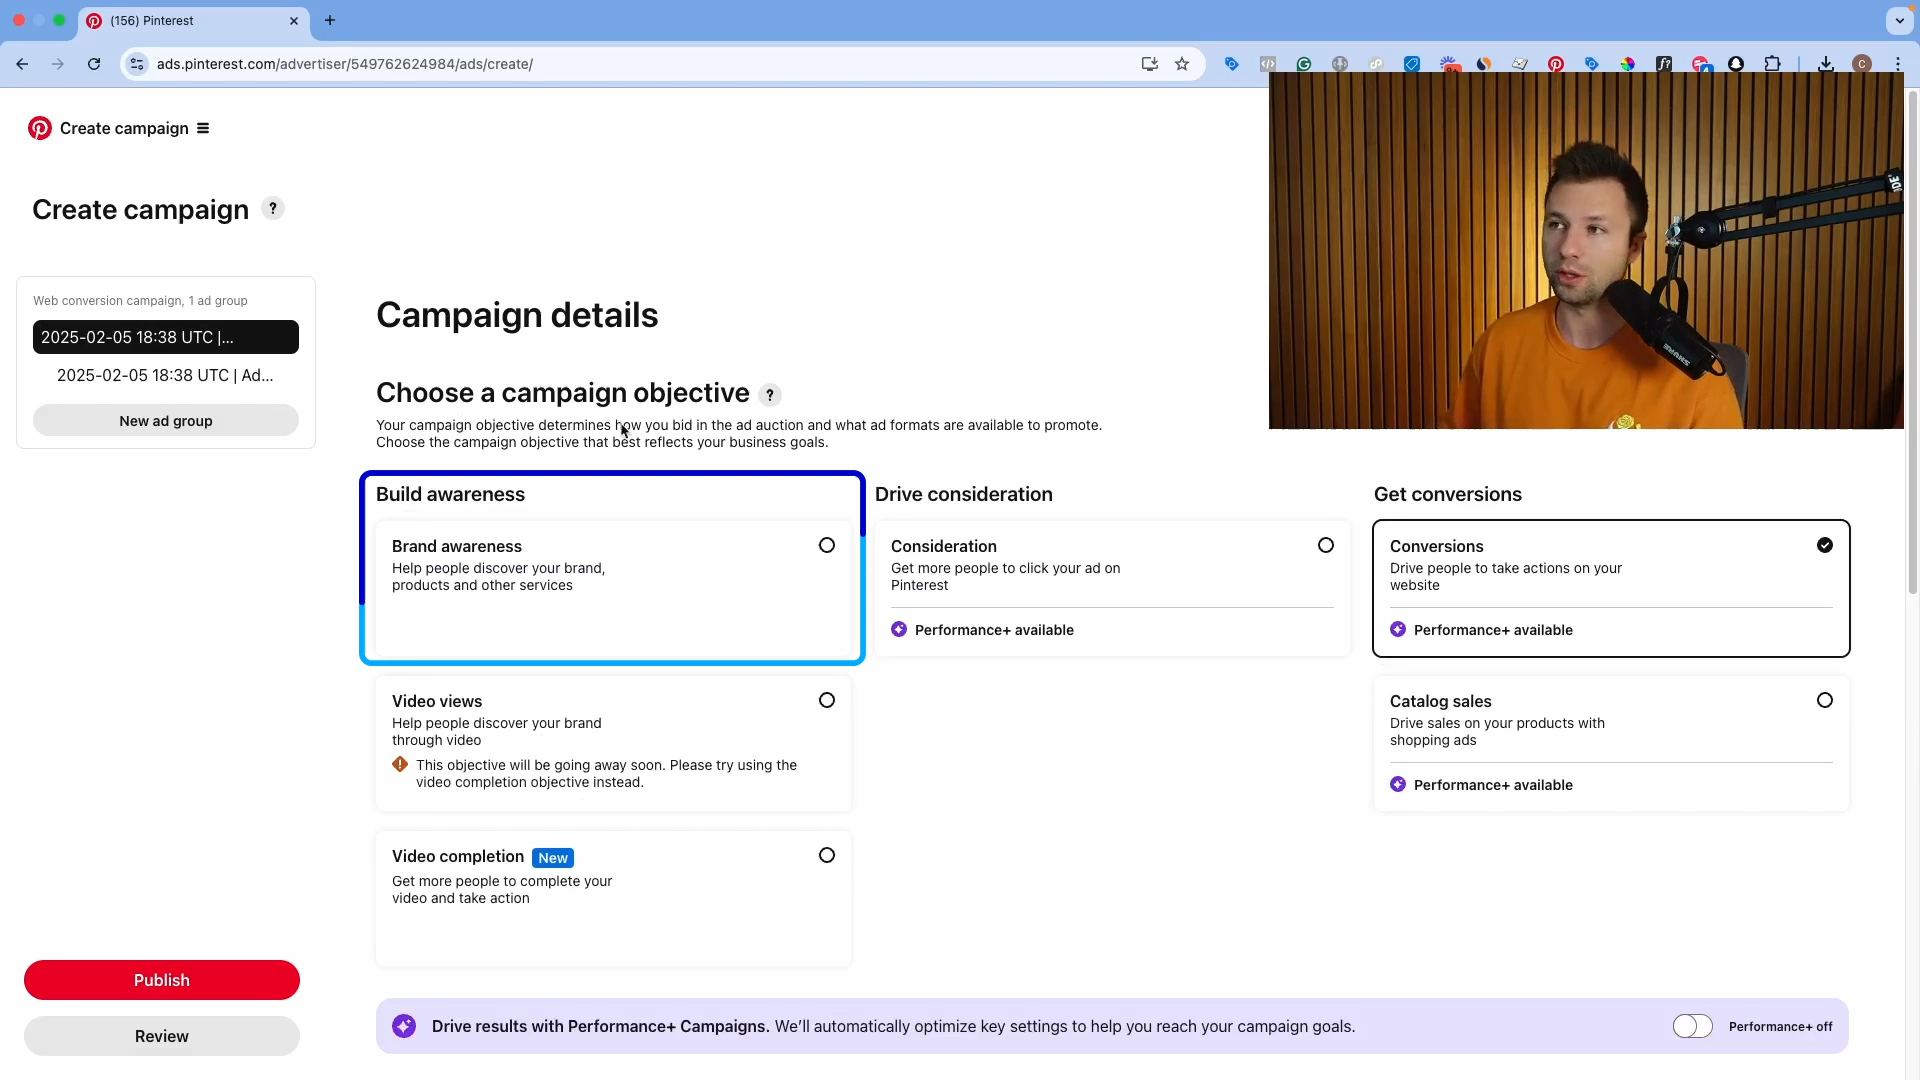 (156) Pinterest
ads.pinterest.com/advertiser/549762624984/ads/create/
Create campaign
Create campaign ?
Web conversion campaign, 1 ad group
2025-02-05 18:38 UTC |...
2025-02-05 18:38 UTC | Ad...
New ad group
Publish
Review
Campaign details
Choose a campaign objective ?
Your campaign objective determines how you bid in the ad auction and what ad formats are available to promote.
Choose the campaign objective that best reflects your business goals.
Build awareness
Brand awareness
Help people discover your brand,
products and other services
Video views
Help people discover your brand
through video
This objective will be going away soon. Please try using the
video completion objective instead.
Video completion New
Get more people to complete your
video and take action
Drive consideration
Consideration
Get more people to click your ad on
Pinterest
Performance+ available
Get conversions
Conversions
Drive people to take actions on your
website
Performance+ available
Catalog sales
Drive sales on your products with
shopping ads
Performance+ available
Drive results with Performance+ Campaigns. We'll automatically optimize key settings to help you reach your campaign goals.
Performance+ off